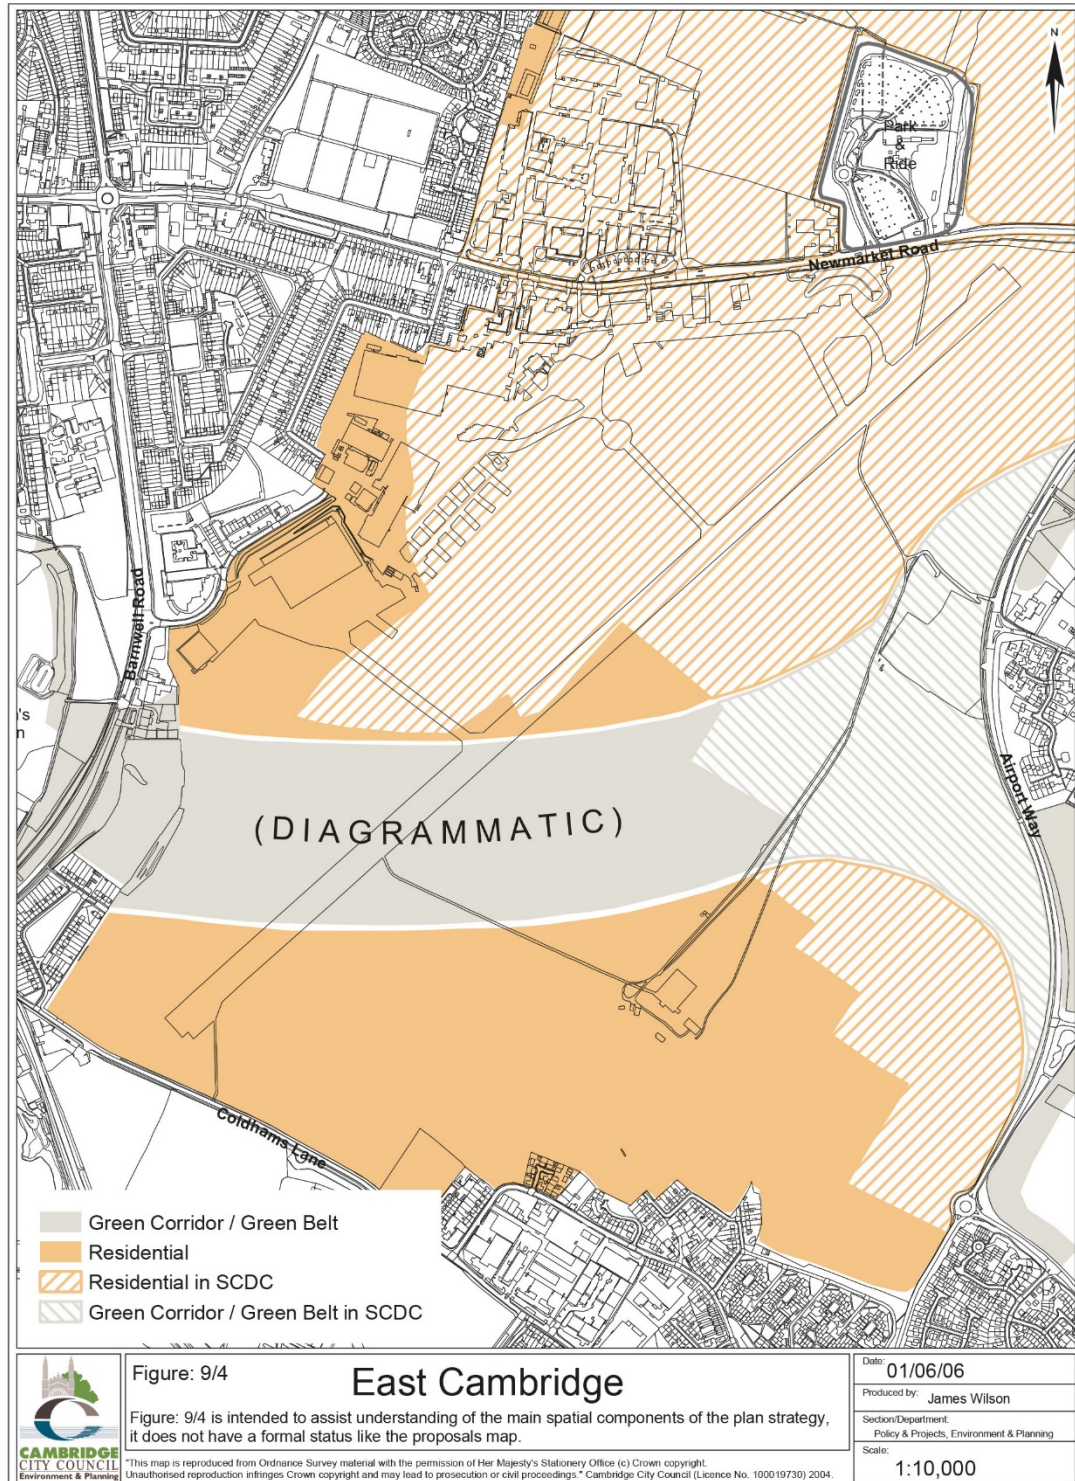 N
Park
&
Ride
Newmarket Road
Barnwell Road
Airport Way
(DIAGRAMMATIC)
Coldhams Lane
Green Corridor / Green Belt
Residential
Residential in SCDC
Green Corridor / Green Belt in SCDC
CAMBRIDGE
CITY COUNCIL
Environment & Planning
Figure: 9/4
East Cambridge
Figure: 9/4 is intended to assist understanding of the main spatial components of the plan strategy,
it does not have a formal status like the proposals map.
"This map is reproduced from Ordnance Survey material with the permission of Her Majesty's Stationery Office (c) Crown copyright.
Unauthorised reproduction infringes Crown copyright and may lead to prosecution or civil proceedings." Cambridge City Council (Licence No. 100019730) 2004.
Date:
01/06/06
Produced by: James Wilson
Section/Department:
Policy & Projects, Environment & Planning
Scale:
1:10,000